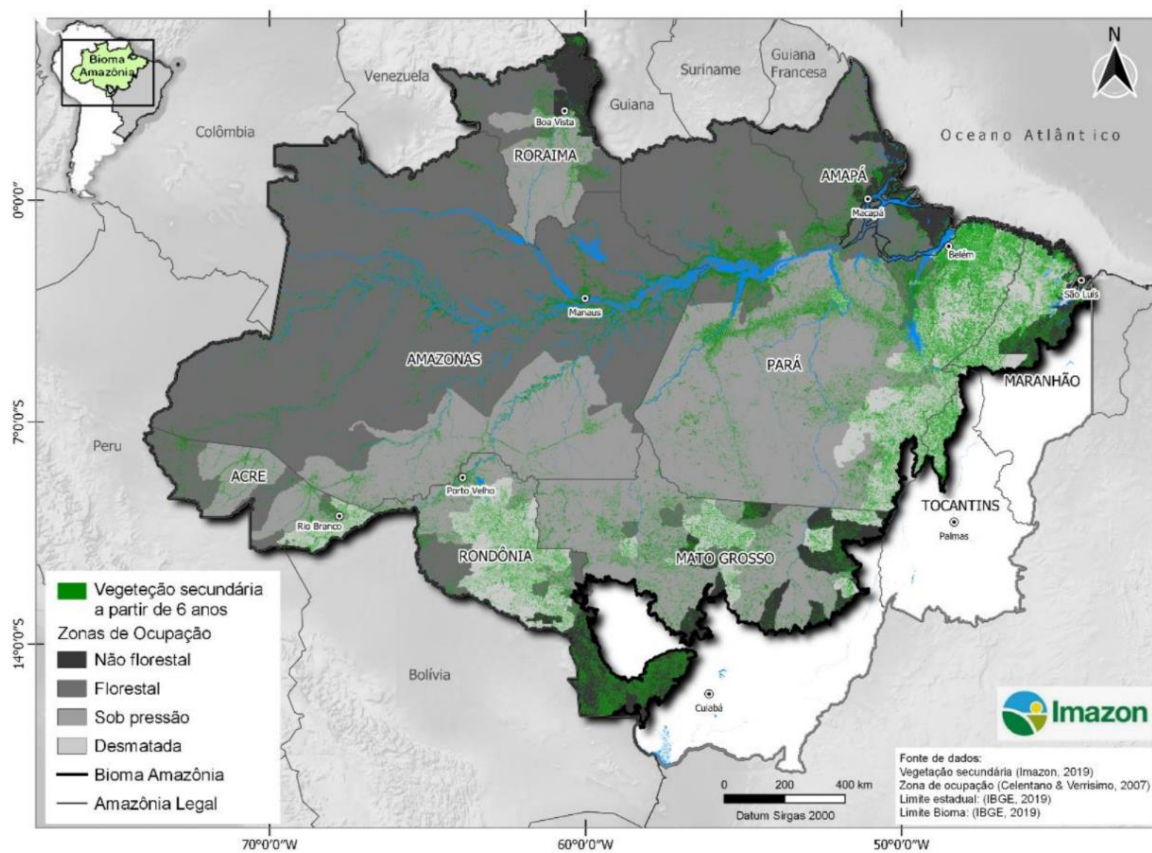 Bioma
Amazônia
Venezuela
Suriname
Guiana
Francesa
Guiana
Colômbia
N
Oceano Atlântico
Boa Vista
RORAIMA
AMAPÁ
Macapá
Belém
São Luís
Manaus
AMAZONAS
PARÁ
MARANHÃO
Peru
ACRE
Porto Velho
Rio Branco
RONDÔNIA
MATO GROSSO
TOCANTINS
Palmas
Bolívia
Cuiabá
0°0'0"
7°0'0"S
14°0'0"S
Vegeteção secundária
a partir de 6 anos
Zonas de Ocupação
Não florestal
Florestal
Sob pressão
Desmatada
Bioma Amazônia
Amazônia Legal
Imazon
0 200 400 km
Datum Sirgas 2000
Fonte de dados:
Vegetação secundária (Imazon, 2019)
Zona de ocupação (Celentano & Verrisimo, 2007)
Limite estadual: (IBGE, 2019)
Limite Bioma: (IBGE, 2019)
70°0'0"W
60°0'0"W
50°0'0"W